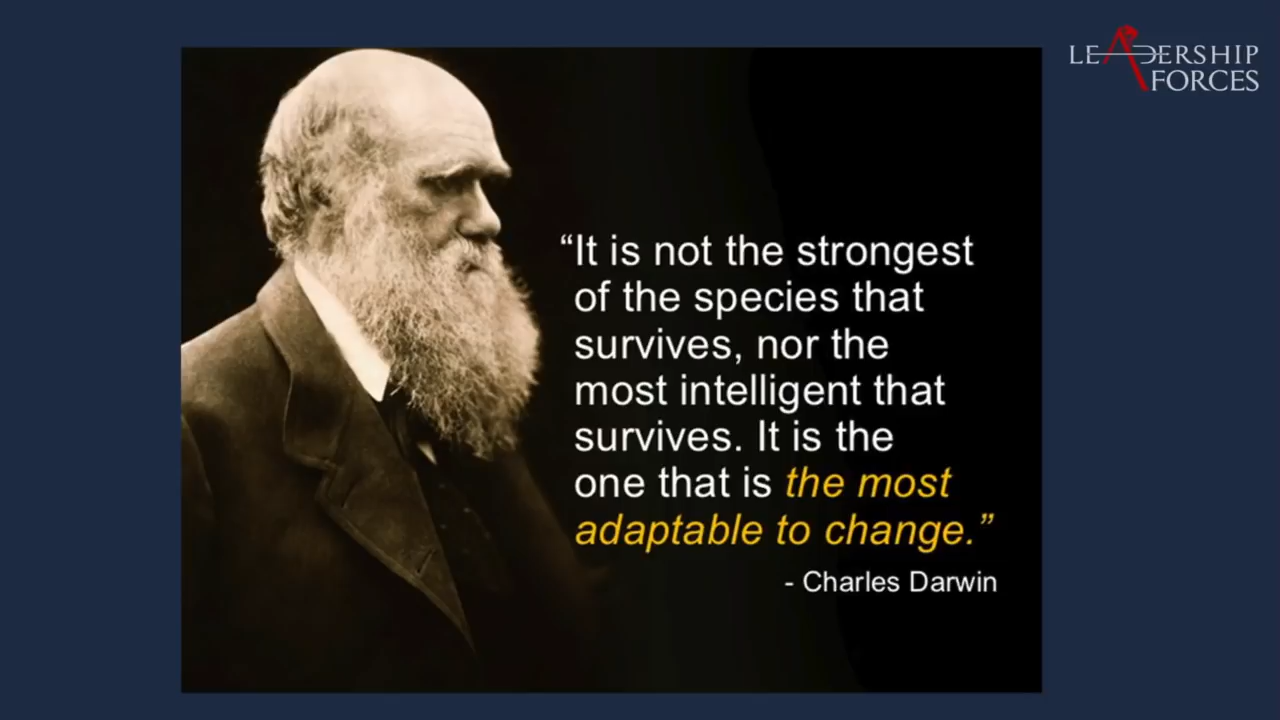 LEADERSHIP
FORCES
“It is not the strongest
of the species that
survives, nor the
most intelligent that
survives. It is the
one that is the most
adaptable to change.”
- Charles Darwin